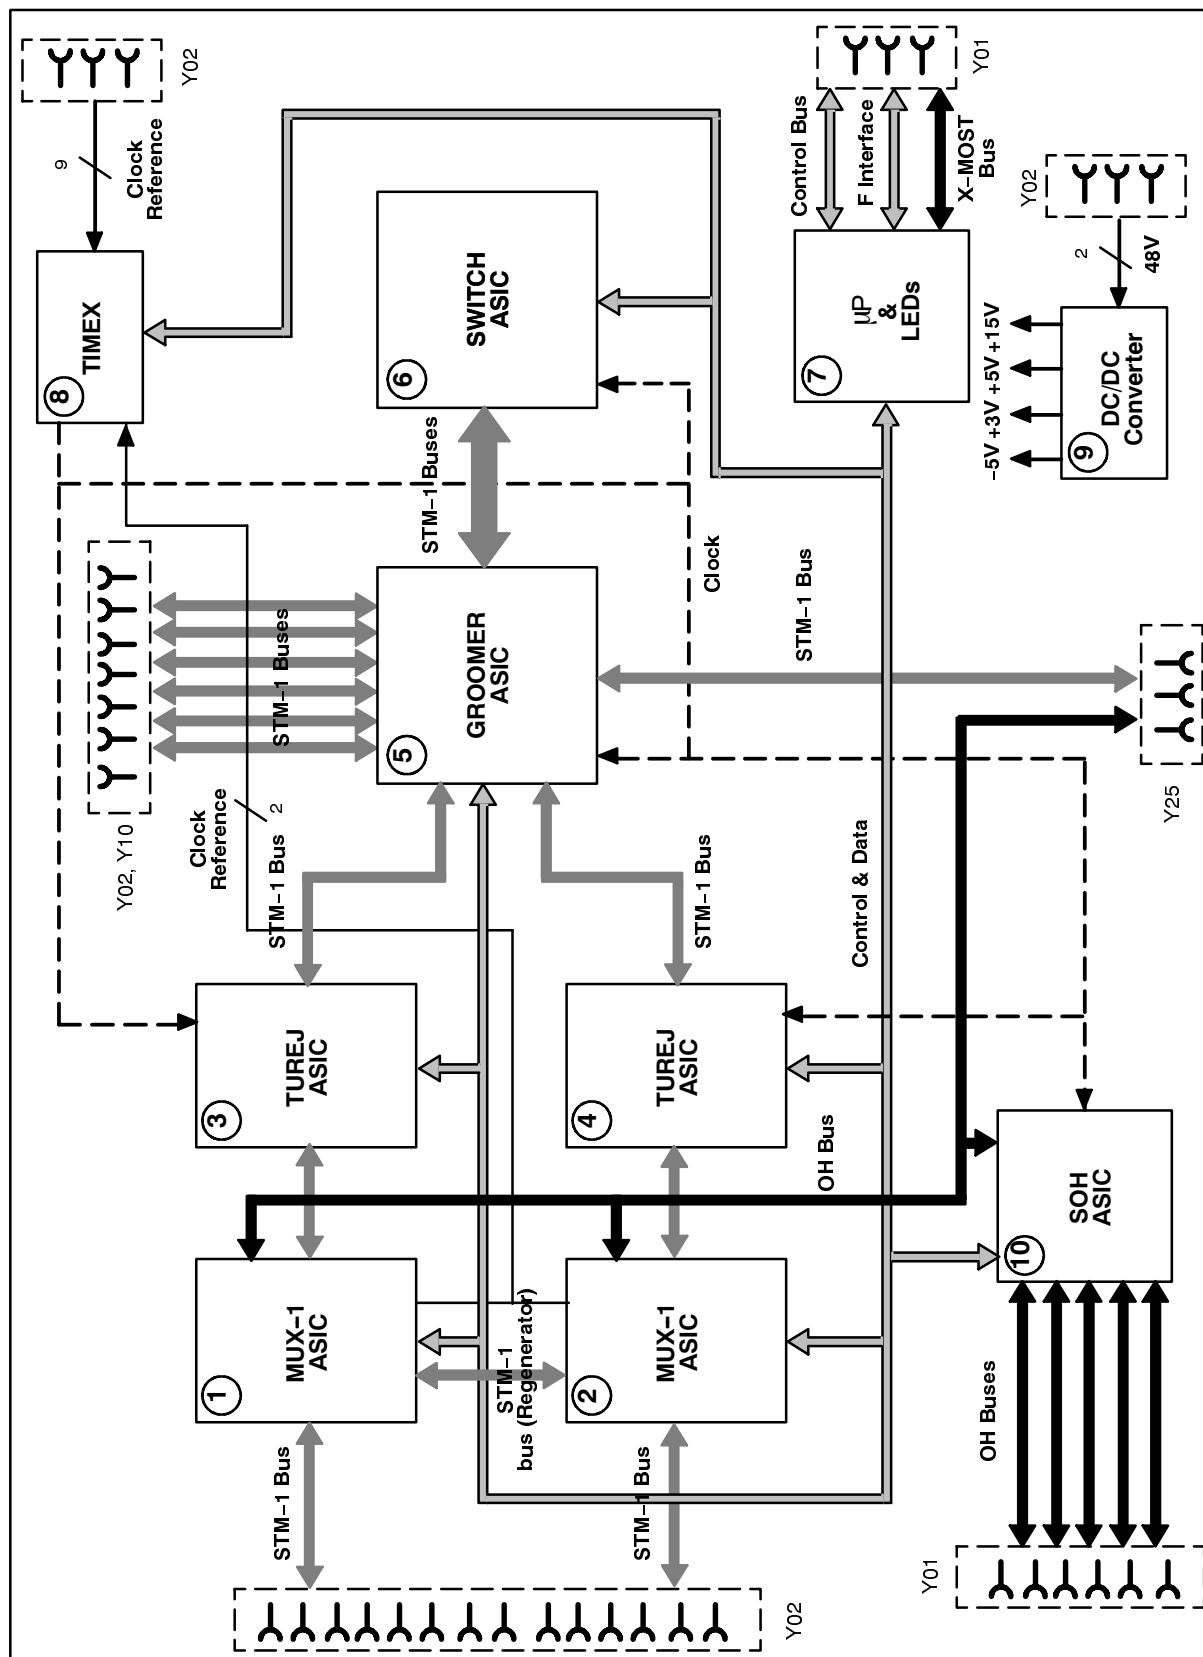 Y02
STM-1 Bus
STM-1 Bus
1
MUX-1
ASIC
STM-1
bus (Regenerator)
2
MUX-1
ASIC
3
TUREJ
ASIC
4
TUREJ
ASIC
OH Bus
STM-1 Bus
STM-1 Bus
Clock
Reference
2
Y02, Y10
STM-1 Buses
5
GROOMER
ASIC
STM-1 Buses
6
SWITCH
ASIC
Clock
STM-1 Bus
Control & Data
8
TIMEX
9
Clock
Reference
Y02
7
µP
&
LEDs
Control Bus
F Interface
X-MOST
Bus
Y01
-5V +3V +5V +15V
9
DC/DC
Converter
2
48V
Y02
Y25
10
SOH
ASIC
OH Buses
Y01